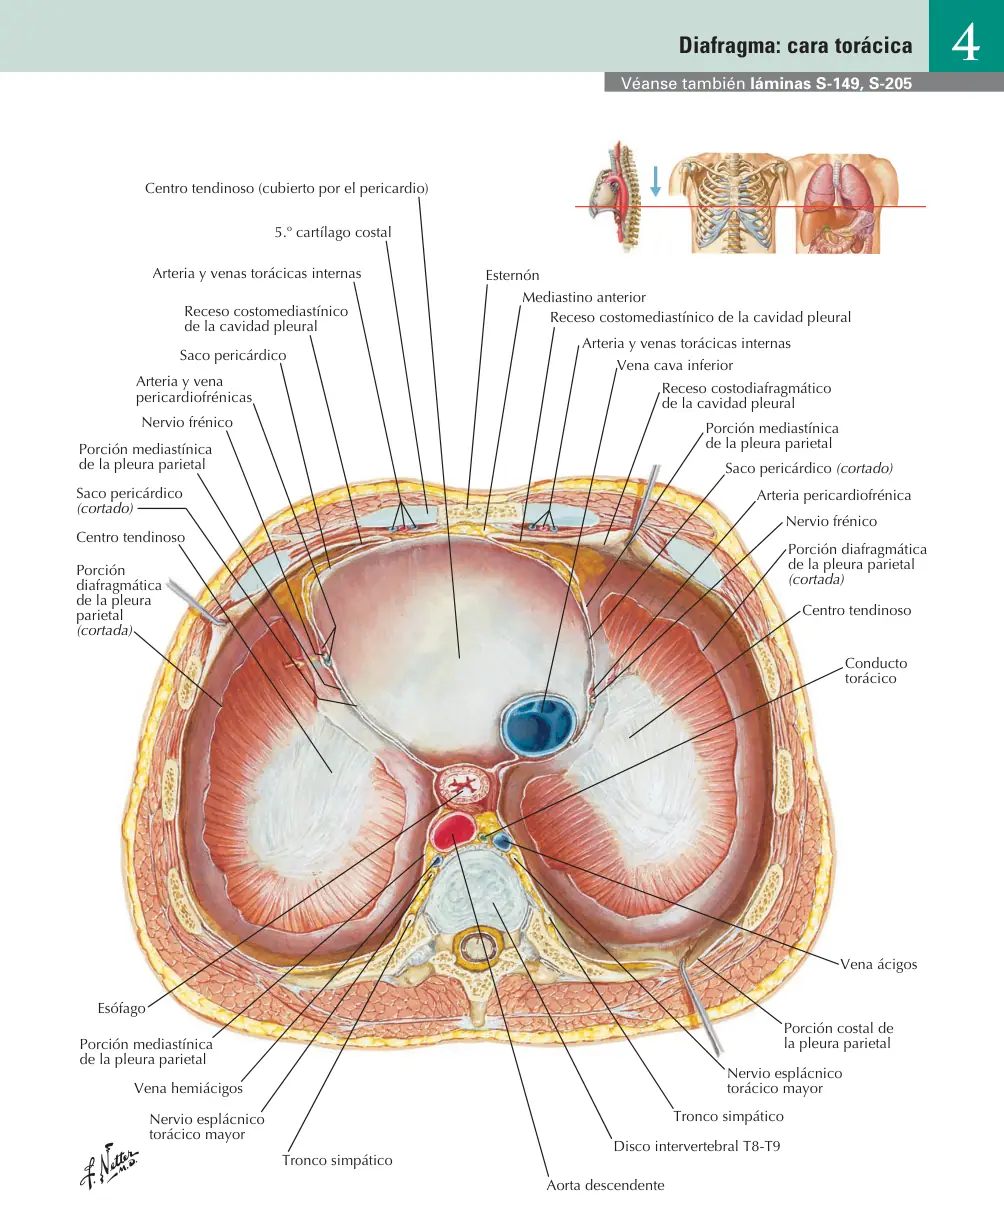 Diafragma: cara torácica
4
Véanse también láminas S-149, S-205
Centro tendinoso (cubierto por el pericardio)
5.º cartílago costal
Arteria y venas torácicas internas
Receso costomediastínico
de la cavidad pleural
Saco pericárdico
Arteria y vena
pericardiofrénicas
Nervio frénico
Porción mediastínica
de la pleura parietal
Saco pericárdico
(cortado)
Centro tendinoso
Porción
diafragmática
de la pleura
parietal
(cortada)
Esternón
Mediastino anterior
Receso costomediastínico de la cavidad pleural
Arteria y venas torácicas internas
Vena cava inferior
Receso costodiafragmático
de la cavidad pleural
Porción mediastínica
de la pleura parietal
Saco pericárdico (cortado)
Arteria pericardiofrénica
Nervio frénico
Porción diafragmática
de la pleura parietal
(cortada)
Centro tendinoso
Conducto
torácico
Vena ácigos
Porción costal de
la pleura parietal
Nervio esplácnico
torácico mayor
Tronco simpático
Disco intervertebral T8-T9
Aorta descendente
Esófago
Porción mediastínica
de la pleura parietal
Vena hemiácigos
Nervio esplácnico
torácico mayor
Tronco simpático
F. Netter
M.D.